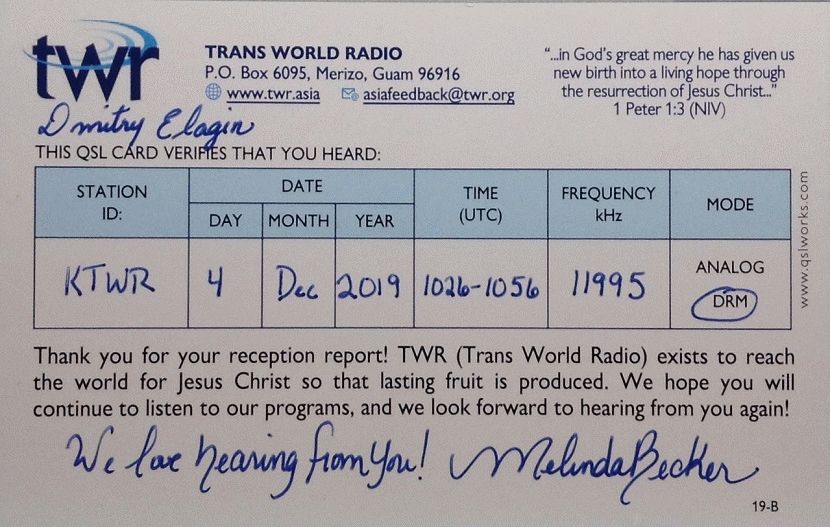 twr
TRANS WORLD RADIO
P.O. Box 6095, Merizo, Guam 96916
www.twr.asia asiafeedback@twr.org
"...in God's great mercy he has given us
new birth into a living hope through
the resurrection of Jesus Christ..."
1 Peter 1:3 (NIV)
Dmitry Elagin
THIS QSL CARD VERIFIES THAT YOU HEARD:
STATION
ID:
DATE
DAY MONTH YEAR
TIME
(UTC)
FREQUENCY
kHz
MODE
KTWR 4 Dec 2019 1026-1056 11995
ANALOG
DRM
www.qslworks.com
Thank you for your reception report! TWR (Trans World Radio) exists to reach
the world for Jesus Christ so that lasting fruit is produced. We hope you will
continue to listen to our programs, and we look forward to hearing from you again!
We love hearing from you! Melinda Becker
19-B